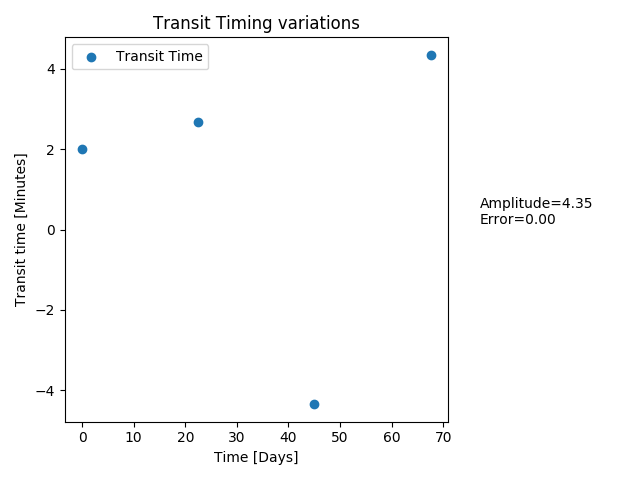 Transit Timing variations
Transit Time
4
2
0
−2
−4
Transit time [Minutes]
0 10 20 30 40 50 60 70
Time [Days]
Amplitude=4.35
Error=0.00